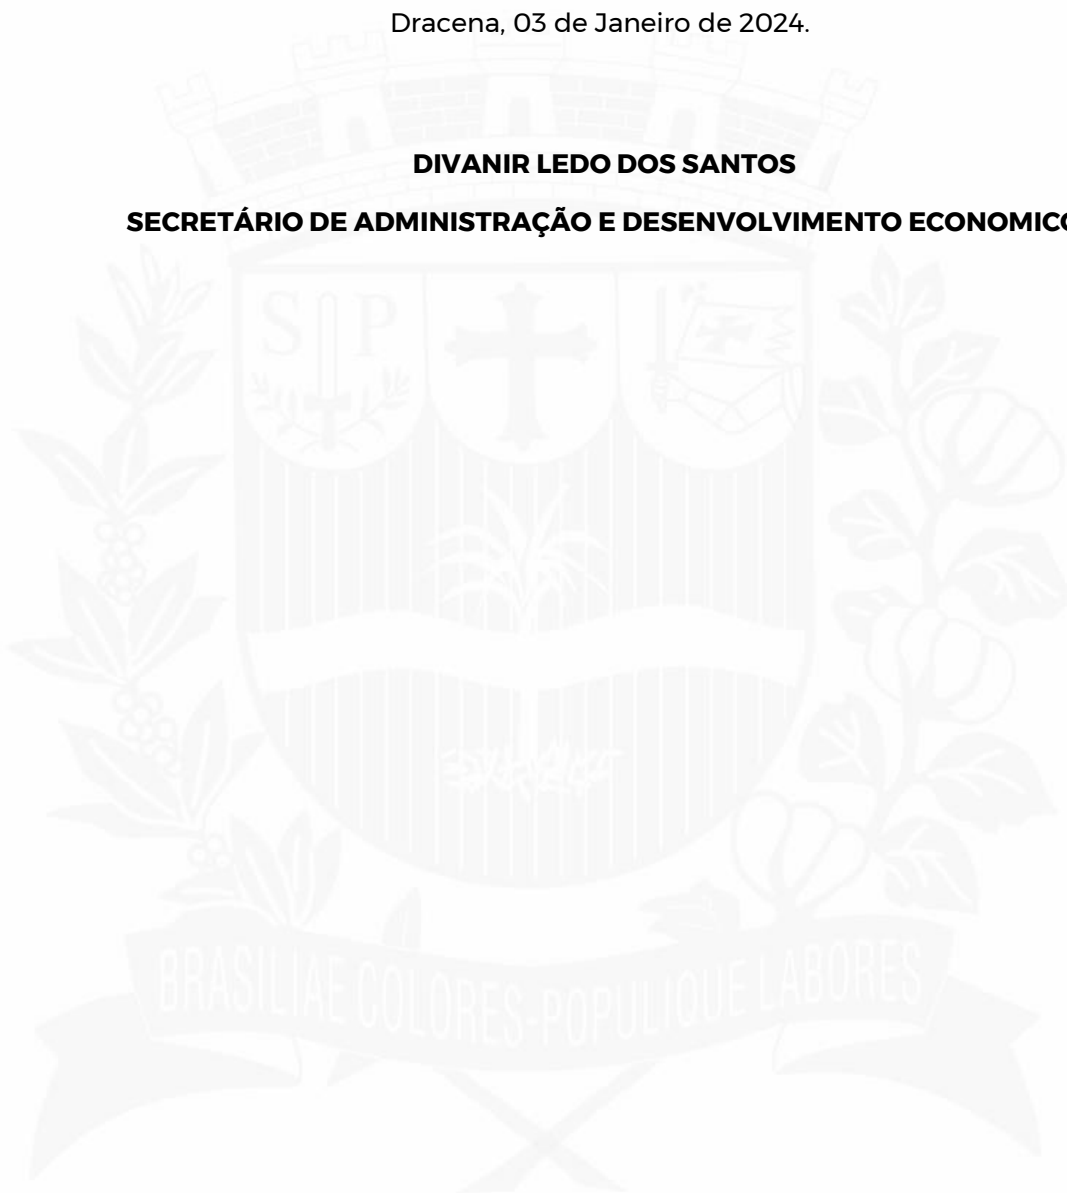 Dracena, 03 de Janeiro de 2024.
DIVANIR LEDO DOS SANTOS
SECRETÁRIO DE ADMINISTRAÇÃO E DESENVOLVIMENTO ECONOMICO
S P
BRASILIAE COLORES-POPULIQUE LABORES